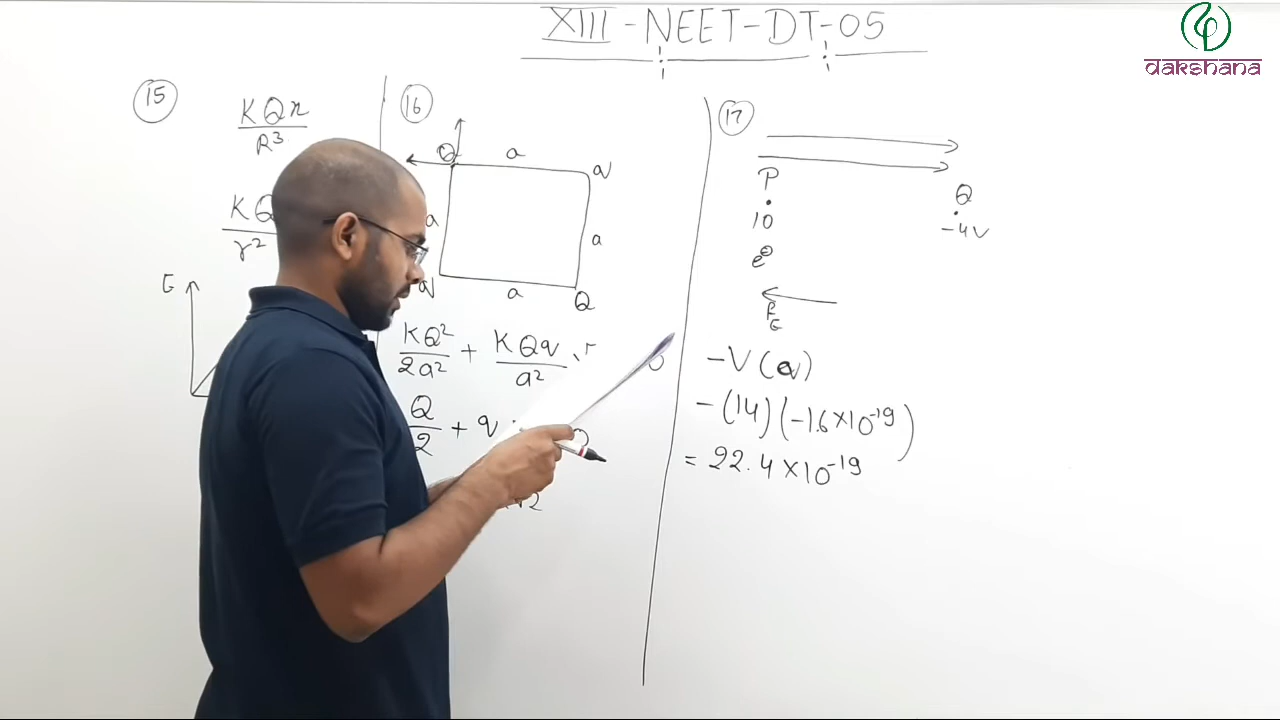 XIII - NEET - DT - 05
dakshana
15
KQr
R³
KQ
r²
E
16
Q
a
q
a
a
q
a
Q
KQ²
2a²
+
KQq
a²
Q
2
+ q
17
P
10
Q
-4V
e⊖
- V (q)
- (14) (-1.6 × 10⁻¹⁹)
= 22.4 × 10⁻¹⁹